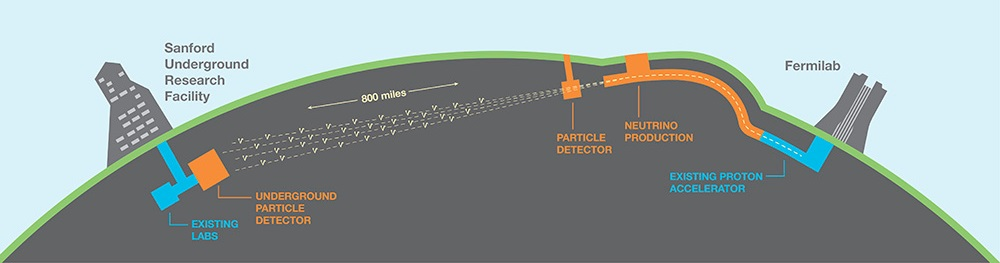 Sanford
Underground
Research
Facility
Fermilab
800 miles
PARTICLE
DETECTOR
NEUTRINO
PRODUCTION
EXISTING PROTON
ACCELERATOR
UNDERGROUND
PARTICLE
DETECTOR
EXISTING
LABS